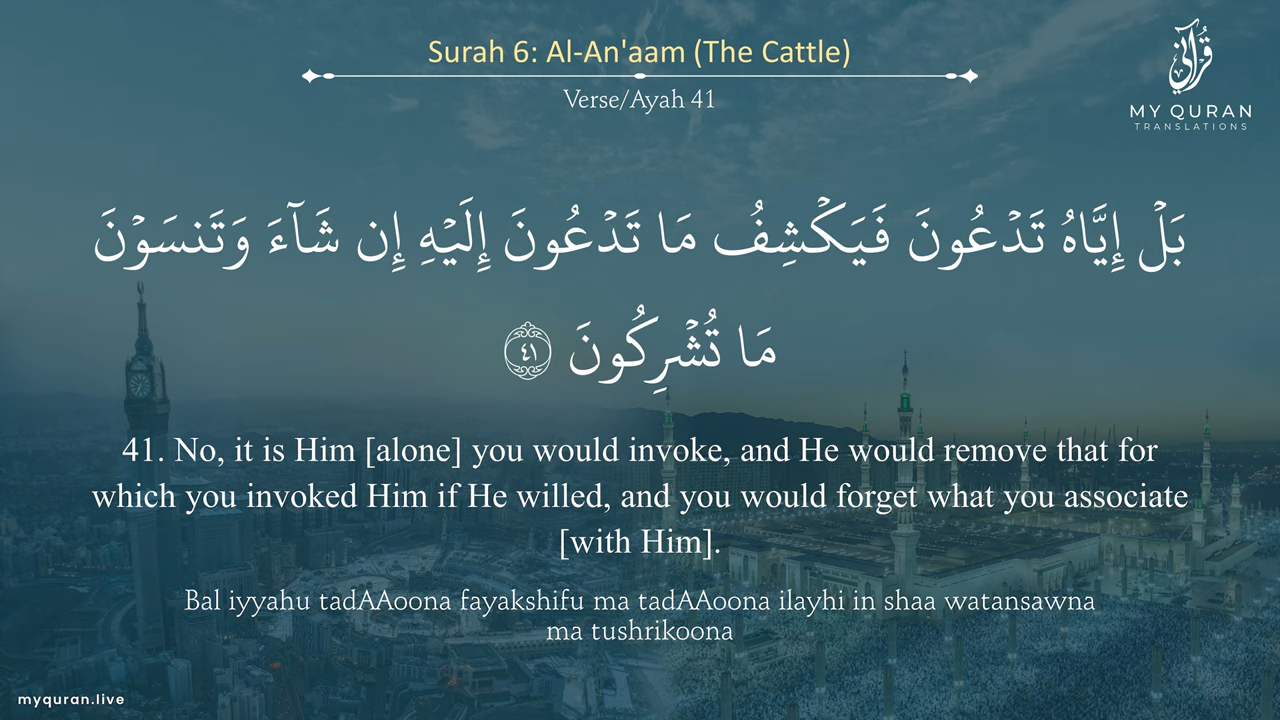 Surah 6: Al-An'aam (The Cattle)
Verse/Ayah 41
قرآني
MY QURAN
TRANSLATIONS
بَلْ إِيَّاهُ تَدْعُونَ فَيَكْشِفُ مَا تَدْعُونَ إِلَيْهِ إِن شَآءَ وَتَنسَوْنَ
مَا تُشْرِكُونَ ٤١
41. No, it is Him [alone] you would invoke, and He would remove that for
which you invoked Him if He willed, and you would forget what you associate
[with Him].
Bal iyyahu tadAAoona fayakshifu ma tadAAoona ilayhi in shaa watansawna
ma tushrikoona
myquran.live